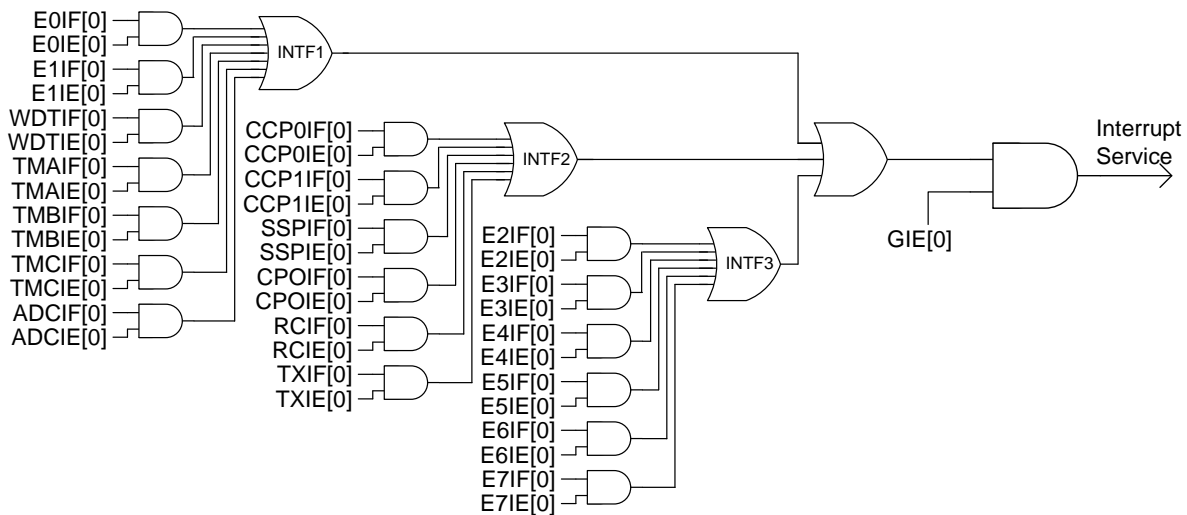 E0IF[0]
E0IE[0]
E1IF[0]
E1IE[0]
WDTIF[0]
WDTIE[0]
TMAIF[0]
TMAIE[0]
TMBIF[0]
TMBIE[0]
TMCIF[0]
TMCIE[0]
ADCIF[0]
ADCIE[0]
INTF1
CCP0IF[0]
CCP0IE[0]
CCP1IF[0]
CCP1IE[0]
SSPIF[0]
SSPIE[0]
CPOIF[0]
CPOIE[0]
RCIF[0]
RCIE[0]
TXIF[0]
TXIE[0]
INTF2
E2IF[0]
E2IE[0]
E3IF[0]
E3IE[0]
E4IF[0]
E4IE[0]
E5IF[0]
E5IE[0]
E6IF[0]
E6IE[0]
E7IF[0]
E7IE[0]
INTF3
GIE[0]
Interrupt
Service